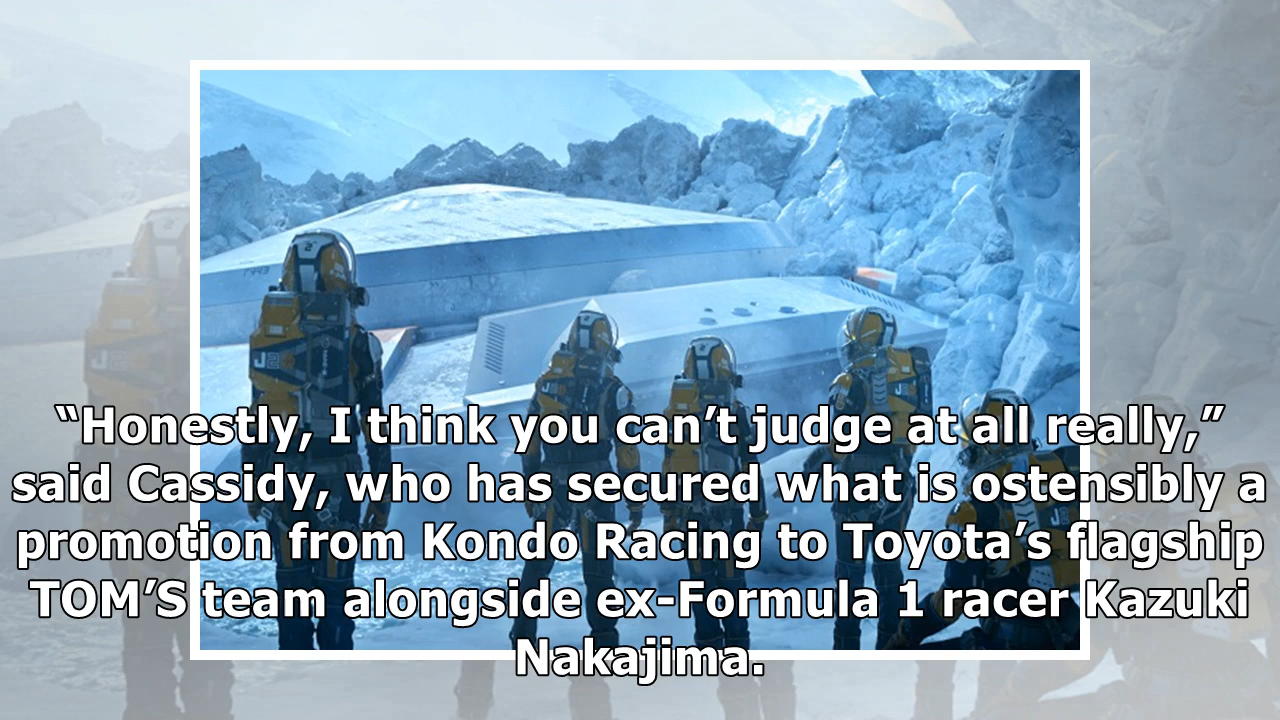 “Honestly, I think you can’t judge at all really,”
said Cassidy, who has secured what is ostensibly a
promotion from Kondo Racing to Toyota’s flagship
TOM’S team alongside ex-Formula 1 racer Kazuki
Nakajima.
J2